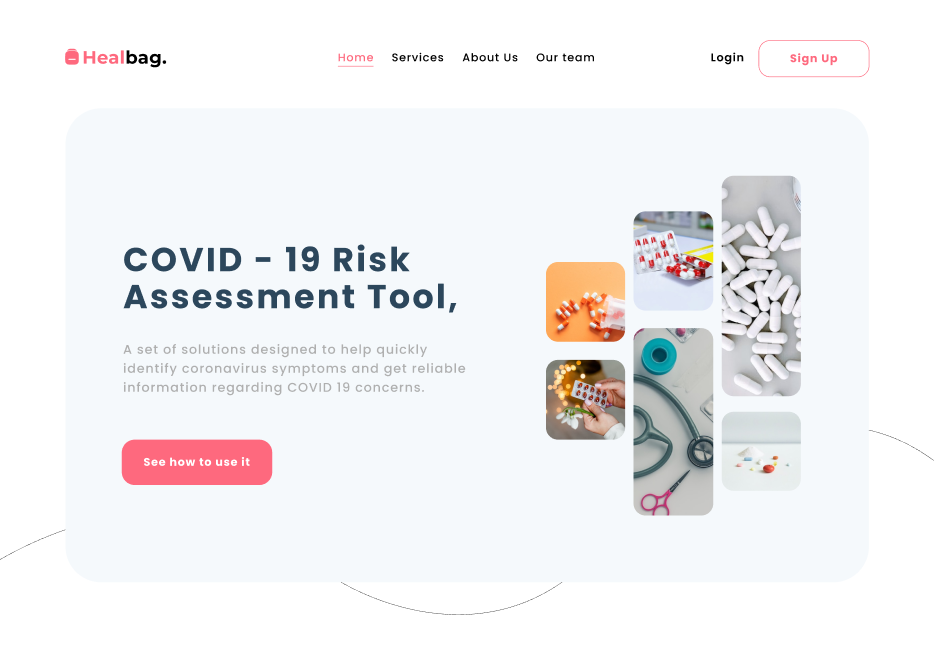 Healbag.
Home Services About Us Our team
Login
Sign Up
COVID - 19 Risk
Assessment Tool,
A set of solutions designed to help quickly
identify coronavirus symptoms and get reliable
information regarding COVID 19 concerns.
See how to use it